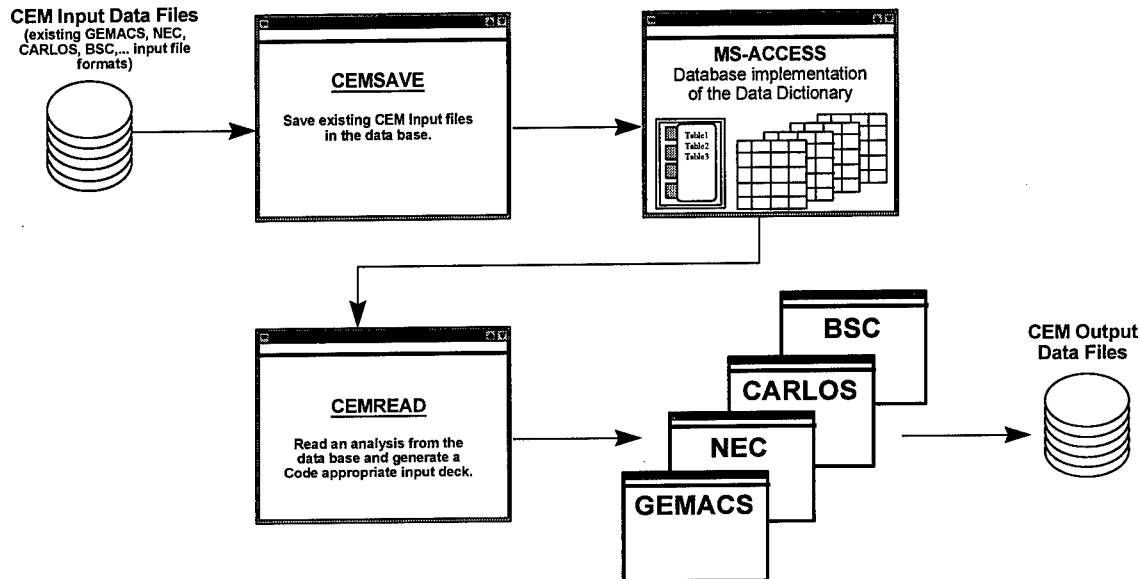 CEM Input Data Files
(existing GEMACS, NEC,
CARLOS, BSC,... input file
formats)
CEMSAVE
Save existing CEM Input files
in the data base.
MS-ACCESS
Database implementation
of the Data Dictionary
Table1
Table2
Table3
CEMREAD
Read an analysis from the
data base and generate a
Code appropriate input deck.
BSC
CARLOS
NEC
GEMACS
CEM Output
Data Files